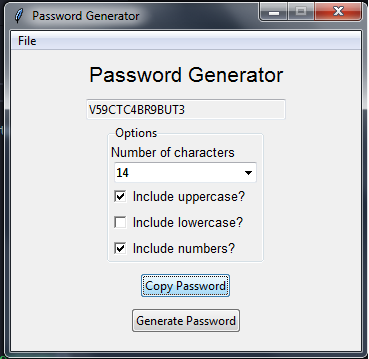 Password Generator
File
Password Generator
V59CTC4BR9BUT3
Options
Number of characters
14
Include uppercase?
Include lowercase?
Include numbers?
Copy Password
Generate Password